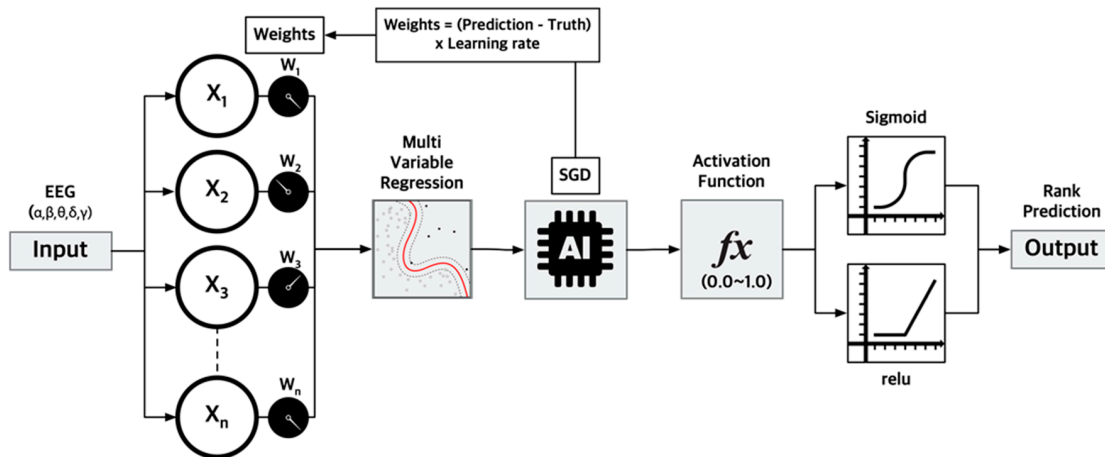 Weights
Weights = (Prediction - Truth)
x Learning rate
W1
X1
W2
X2
W3
X3
Wn
Xn
EEG
(α,β,θ,δ,γ)
Input
Multi
Variable
Regression
SGD
AI
Activation
Function
fx
(0.0~1.0)
Sigmoid
relu
Rank
Prediction
Output